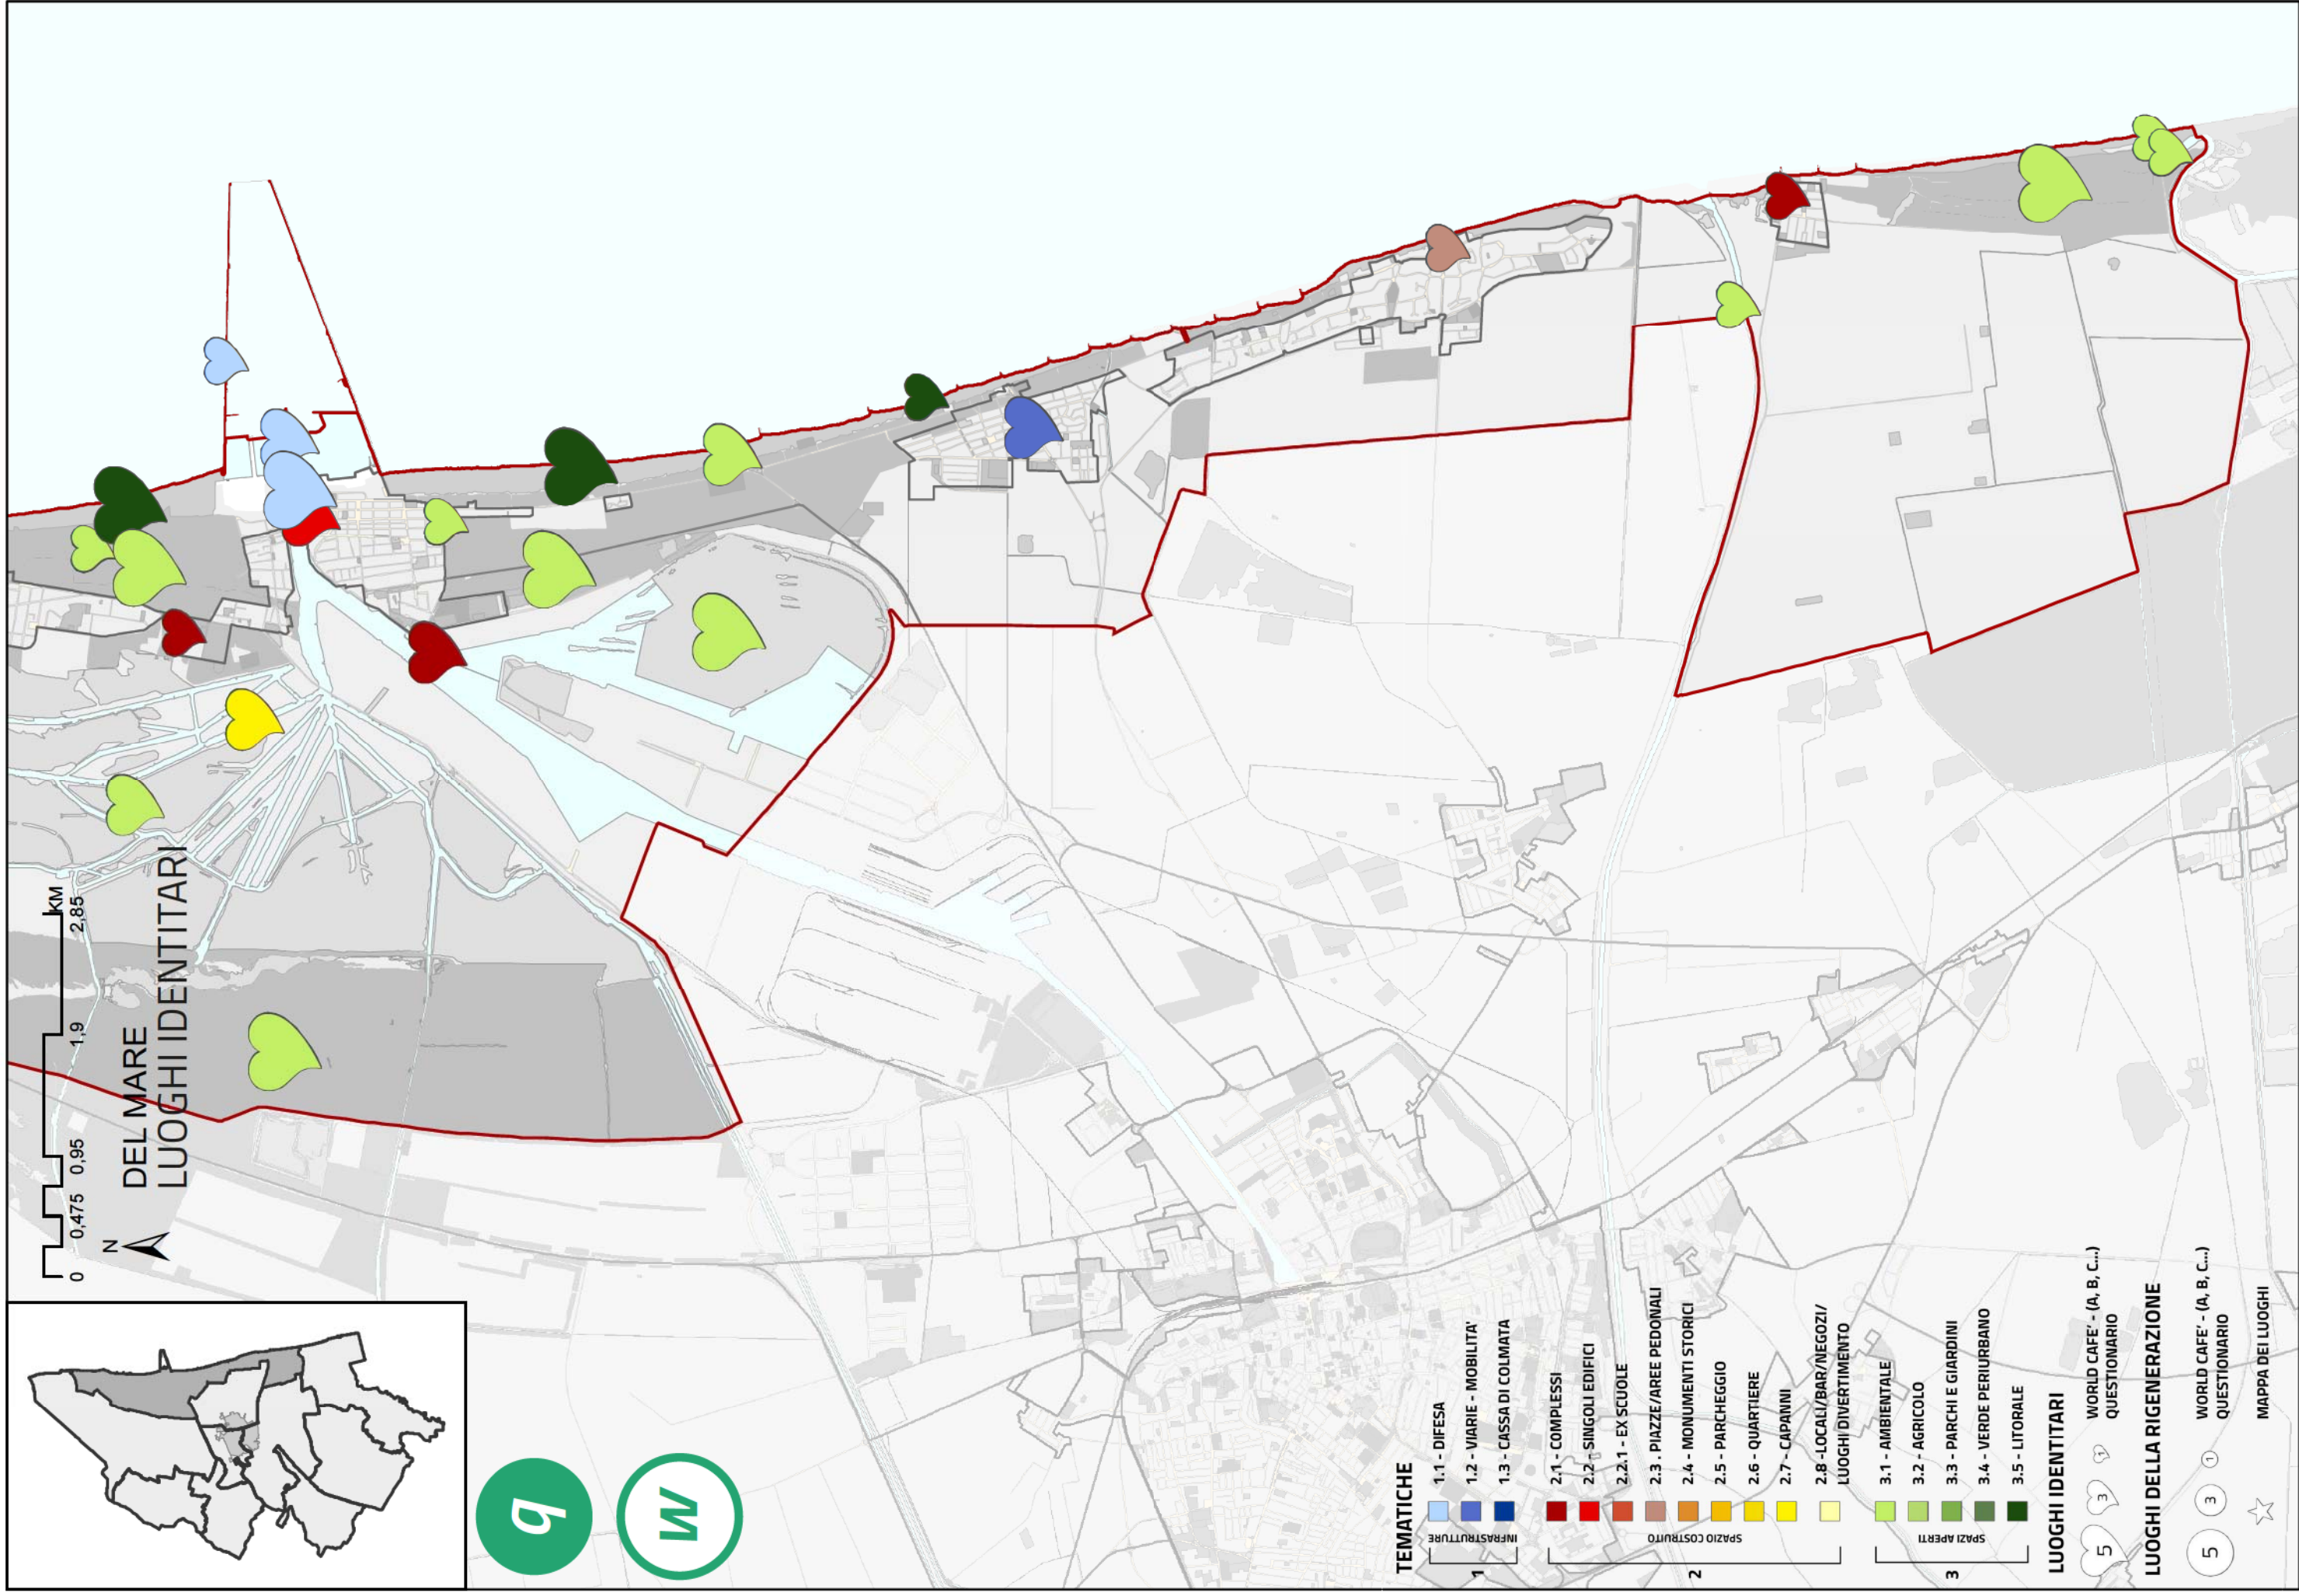 DEL MARE
LUOGHI IDENTITARI
N
KM
0 0,475 0,95 1,9 2,85
q
w
TEMATICHE
1
INFRASTRUTTURE
1.1 - DIFESA
1.2 - VIARIE - MOBILITA'
1.3 - CASSA DI COLMATA
2
SPAZIO COSTRUITO
2.1 - COMPLESSI
2.2 - SINGOLI EDIFICI
2.2.1 - EX SCUOLE
2.3. PIAZZE/AREE PEDONALI
2.4 - MONUMENTI STORICI
2.5 - PARCHEGGIO
2.6 - QUARTIERE
2.7 - CAPANNI
2.8 -LOCALI/BAR/NEGOZI/
LUOGHI DIVERTIMENTO
3
SPAZI APERTI
3.1 - AMBIENTALE
3.2 - AGRICOLO
3.3 - PARCHI E GIARDINI
3.4 - VERDE PERIURBANO
3.5 - LITORALE
LUOGHI IDENTITARI
5 3 1 WORLD CAFE' - (A, B, C...)
QUESTIONARIO
LUOGHI DELLA RIGENERAZIONE
5 3 1 WORLD CAFE' - (A, B, C...)
QUESTIONARIO
MAPPA DEI LUOGHI